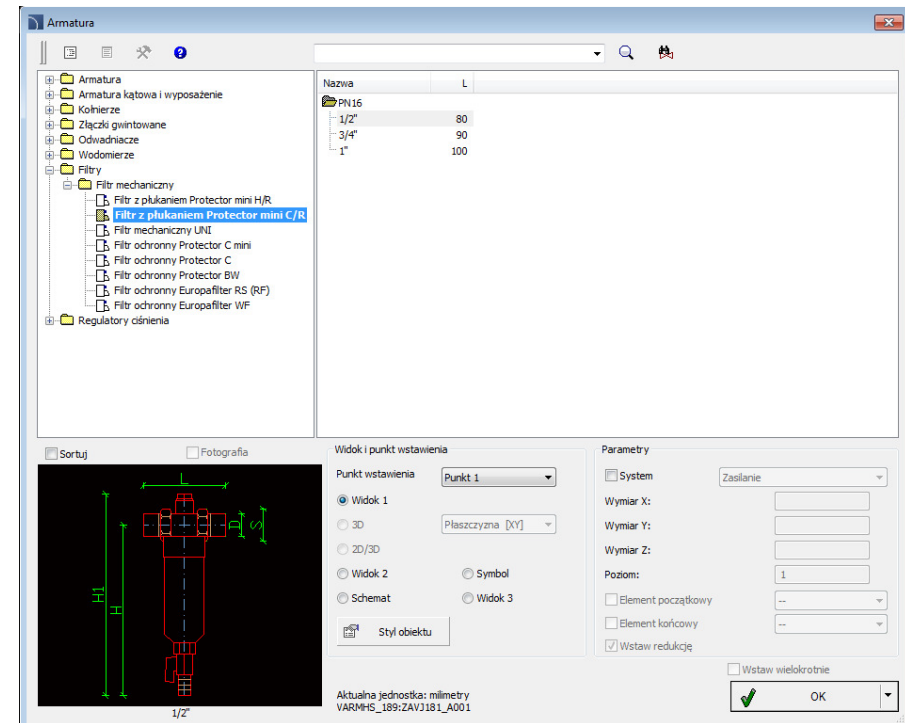 Armatura
Armatura
Armatura kątowa i wyposażenie
Kołnierze
Złączki gwintowane
Odwadniacze
Wodomierze
Filtry
Filtr mechaniczny
Filtr z płukaniem Protector mini H/R
Filtr z płukaniem Protector mini C/R
Filtr mechaniczny UNI
Filtr ochronny Protector C mini
Filtr ochronny Protector C
Filtr ochronny Protector BW
Filtr ochronny Europafilter RS (RF)
Filtr ochronny Europafilter WF
Regulatory ciśnienia
Nazwa L
PN16
1/2" 80
3/4" 90
1" 100
Sortuj Fotografia
L
D
S
H1
H
1/2"
Widok i punkt wstawienia
Punkt wstawienia Punkt 1
Widok 1
3D Płaszczyzna [XY]
2D/3D
Widok 2 Symbol
Schemat Widok 3
Styl obiektu
Aktualna jednostka: milimetry
VARMHS_189:ZAVJ181_A001
Parametry
System Zasilanie
Wymiar X:
Wymiar Y:
Wymiar Z:
Poziom: 1
Element początkowy --
Element końcowy --
Wstaw redukcję
Wstaw wielokrotnie
OK